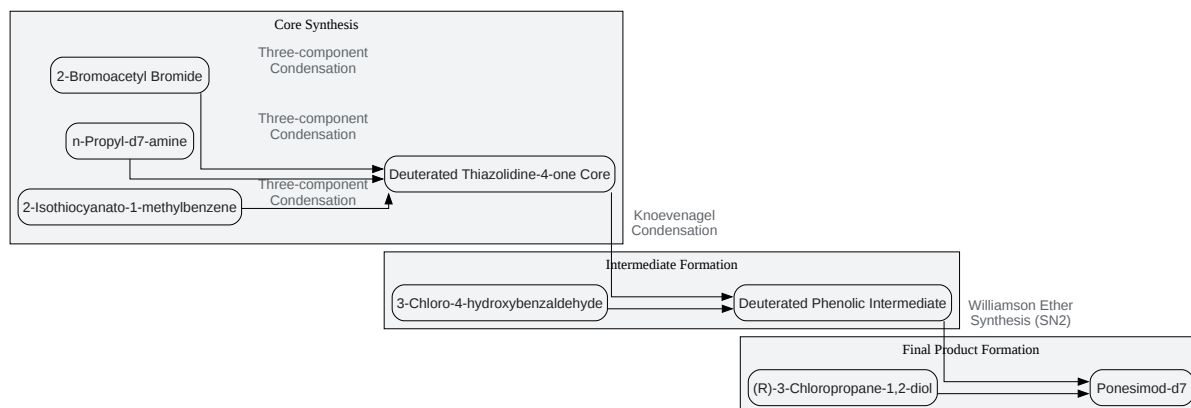 Core Synthesis
Three-component
Condensation
2-Bromoacetyl Bromide
Three-component
Condensation
n-Propyl-d7-amine
Deuterated Thiazolidine-4-one Core
Three-component
Condensation
2-Isothiocyanato-1-methylbenzene
Knoevenagel
Condensation
Intermediate Formation
3-Chloro-4-hydroxybenzaldehyde
Deuterated Phenolic Intermediate
Williamson Ether
Synthesis (SN2)
Final Product Formation
(R)-3-Chloropropane-1,2-diol
Ponesimod-d7